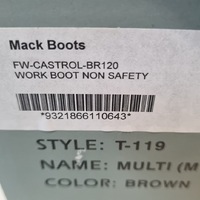 Mack Boots
FW-CASTROL-BR120
WORK BOOT NON SAFETY
*9321866110643*
STYLE: T-119
NAME: MULTI (M
COLOR: BROWN